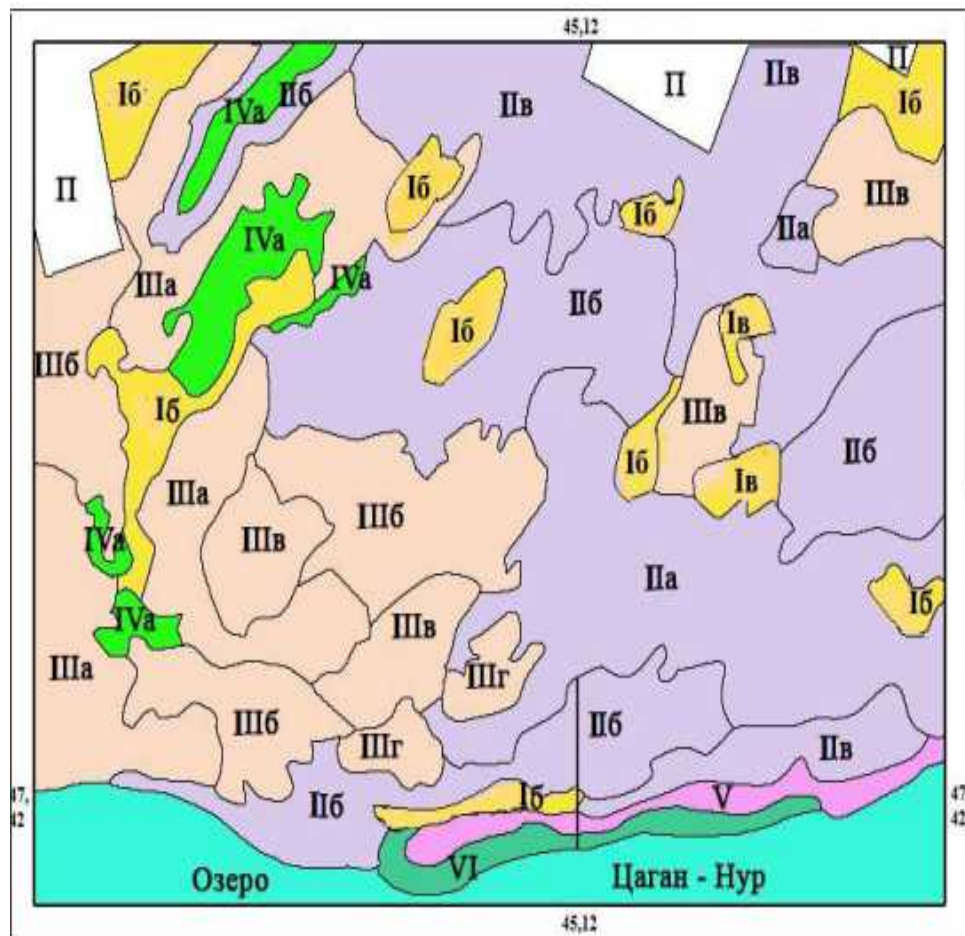 45,12
П
Iб
IVa
IIб
IIв
П
IIв
П
Iб
П
IVa
Iб
Iб
IIa
IIIв
IIIa
IVa
IIб
IIIб
Iб
Iв
Iб
IIIв
IIб
IIIa
IIIб
Iб
Iв
IVa
IIIв
IIa
Iб
IVa
IIIв
IIIa
IIIг
IIIб
IIIг
IIб
IIв
47,
42
IIб
Iб
V
47
42
VI
Озеро
Цаган - Нур
45,12